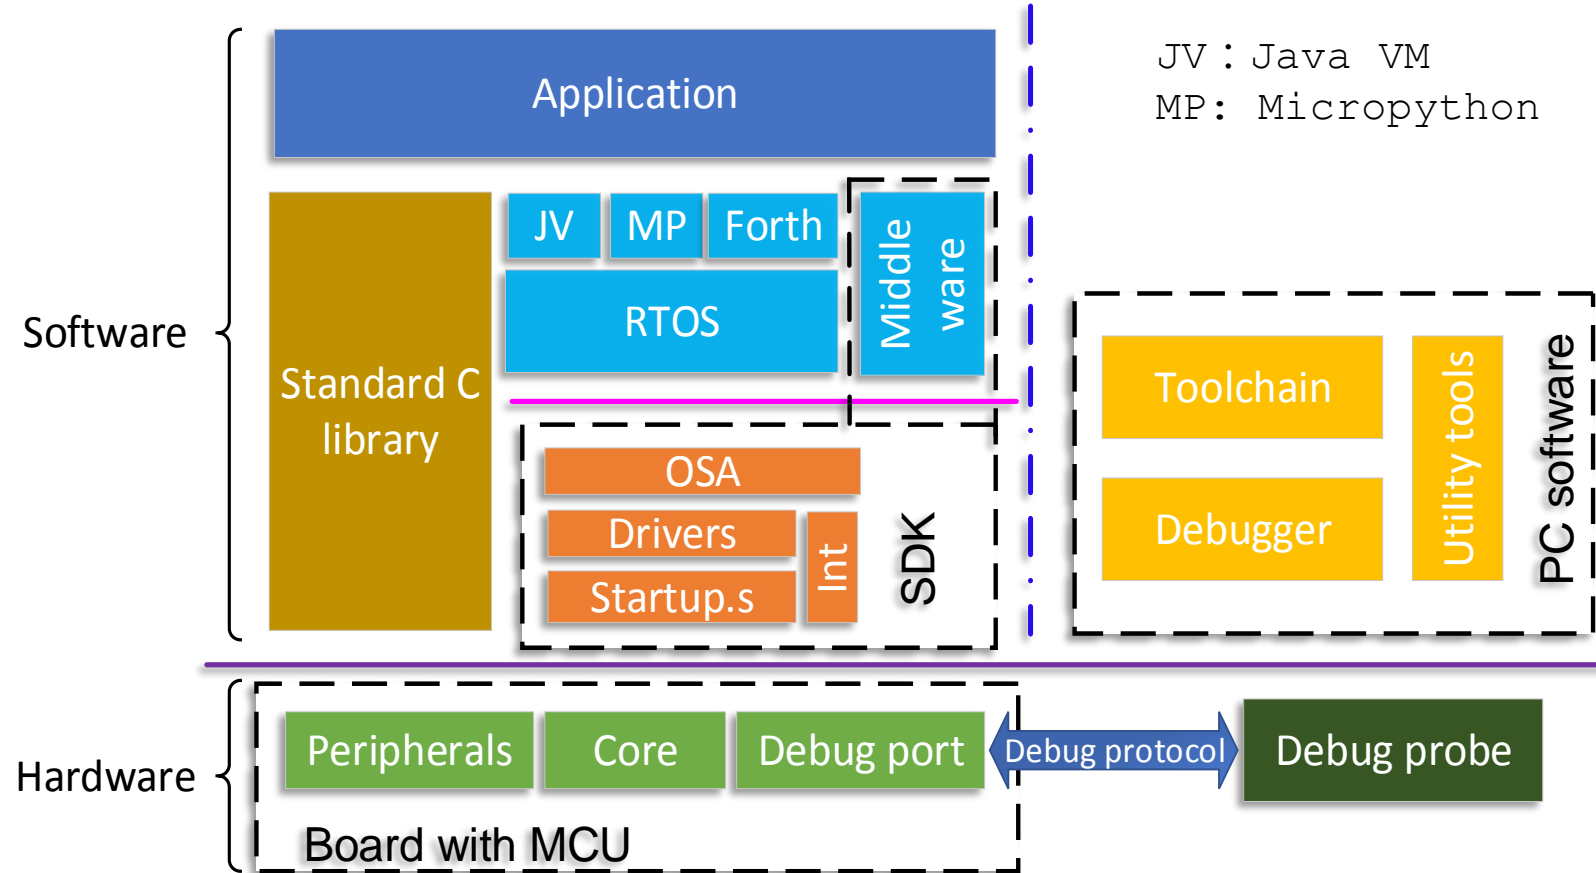 Application
JV：Java VM
MP: Micropython
Software
Standard C
library
JV
MP
Forth
RTOS
Middle
ware
OSA
Drivers
Startup.s
Int
SDK
Toolchain
Debugger
Utility tools
PC software
Hardware
Peripherals
Core
Debug port
Debug protocol
Debug probe
Board with MCU